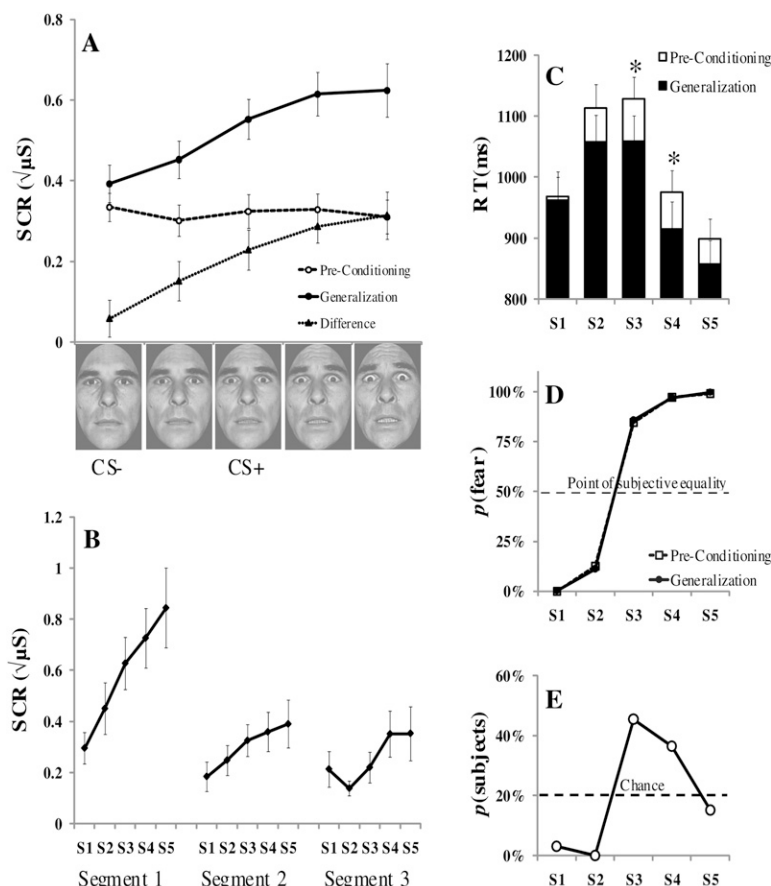 A
SCR (√µS)
0.8
0.6
0.4
0.2
0
Pre-Conditioning
Generalization
Difference
CS-
CS+
B
SCR (√µS)
1.2
1
0.8
0.6
0.4
0.2
0
S1 S2 S3 S4 S5
S1 S2 S3 S4 S5
S1 S2 S3 S4 S5
Segment 1
Segment 2
Segment 3
C
RT(ms)
1200
1100
1000
900
800
Pre-Conditioning
Generalization
*
*
S1 S2 S3 S4 S5
D
p(fear)
100%
75%
50%
25%
0%
Point of subjective equality
Pre-Conditioning
Generalization
S1 S2 S3 S4 S5
E
p(subjects)
60%
40%
20%
0%
Chance
S1 S2 S3 S4 S5